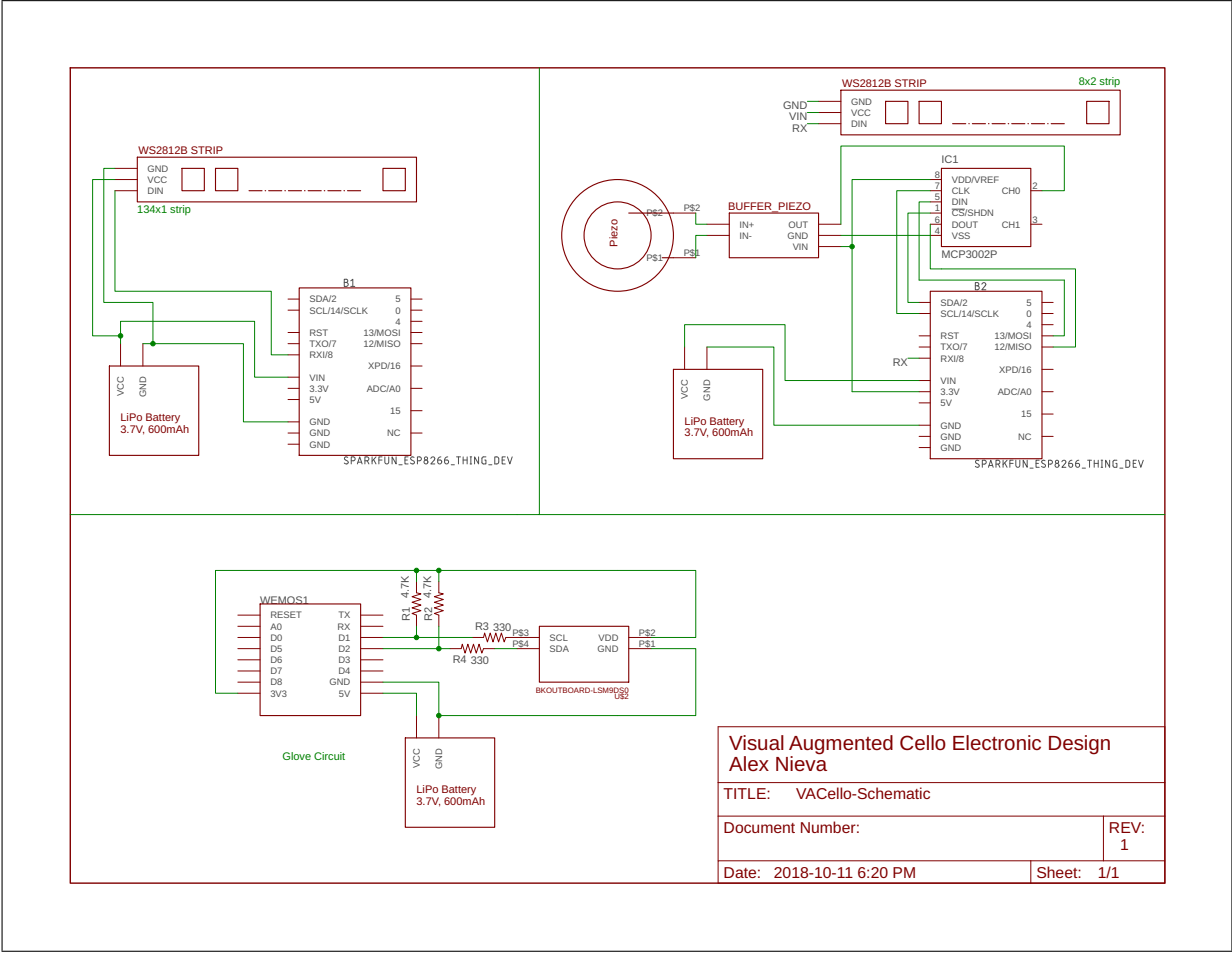 WS2812B STRIP
GND
VCC
DIN
134x1 strip
B1
SDA/2
SCL/14/SCLK
RST
TXO/7
RXI/8
VIN
3.3V
5V
GND
GND
GND
5
0
4
13/MOSI
12/MISO
XPD/16
ADC/A0
15
NC
SPARKFUN_ESP8266_THING_DEV
VCC
GND
LiPo Battery
3.7V, 600mAh
WS2812B STRIP
8x2 strip
GND
VIN
RX
GND
VCC
DIN
Piezo
P$2
P$2
P$1
P$1
BUFFER_PIEZO
IN+
IN-
OUT
GND
VIN
IC1
8
7
5
1
6
4
VDD/VREF
CLK
DIN
CS/SHDN
DOUT
VSS
CH0
CH1
2
3
MCP3002P
B2
SDA/2
SCL/14/SCLK
RST
TXO/7
RXI/8
VIN
3.3V
5V
GND
GND
GND
5
0
4
13/MOSI
12/MISO
XPD/16
ADC/A0
15
NC
RX
SPARKFUN_ESP8266_THING_DEV
VCC
GND
LiPo Battery
3.7V, 600mAh
WEMOS1
RESET
A0
D0
D5
D6
D7
D8
3V3
TX
RX
D1
D2
D3
D4
GND
5V
R1
4.7K
R2
4.7K
R3 330
R4 330
P$3
P$4
SCL
SDA
VDD
GND
P$2
P$1
BKOUTBOARD-LSM9DS0
U$2
Glove Circuit
VCC
GND
LiPo Battery
3.7V, 600mAh
Visual Augmented Cello Electronic Design
Alex Nieva
TITLE: VACello-Schematic
Document Number:
REV:
1
Date: 2018-10-11 6:20 PM
Sheet: 1/1